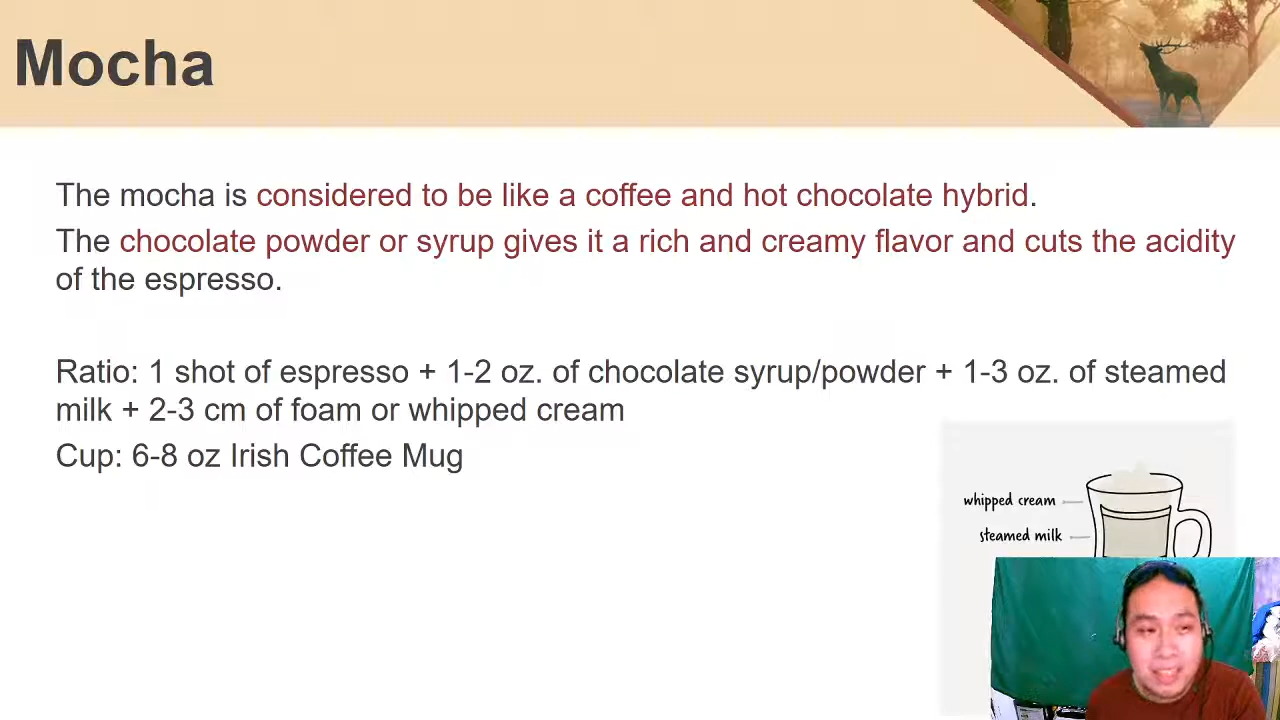 Mocha
The mocha is considered to be like a coffee and hot chocolate hybrid.
The chocolate powder or syrup gives it a rich and creamy flavor and cuts the acidity
of the espresso.
Ratio: 1 shot of espresso + 1-2 oz. of chocolate syrup/powder + 1-3 oz. of steamed
milk + 2-3 cm of foam or whipped cream
Cup: 6-8 oz Irish Coffee Mug
whipped cream
steamed milk